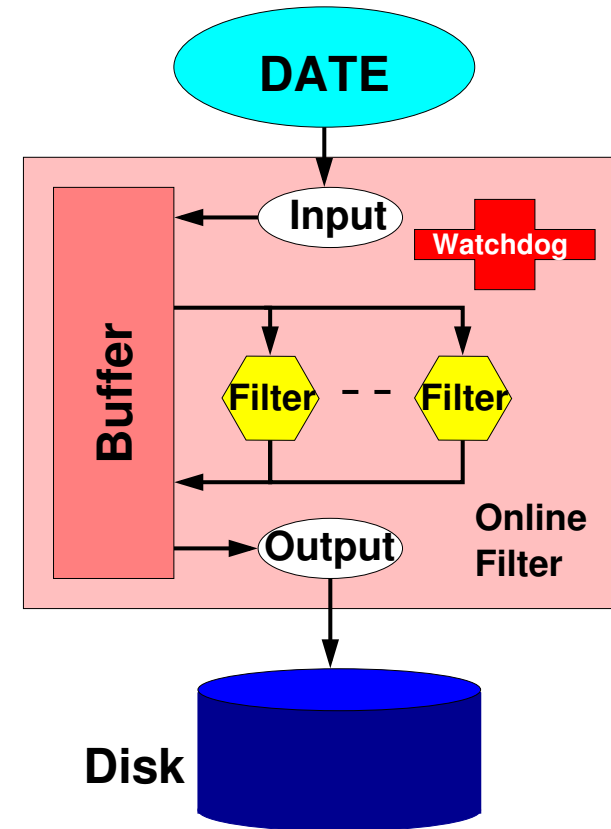 DATE
Input
Watchdog
Buffer
Filter
Filter
Output
Online
Filter
Disk